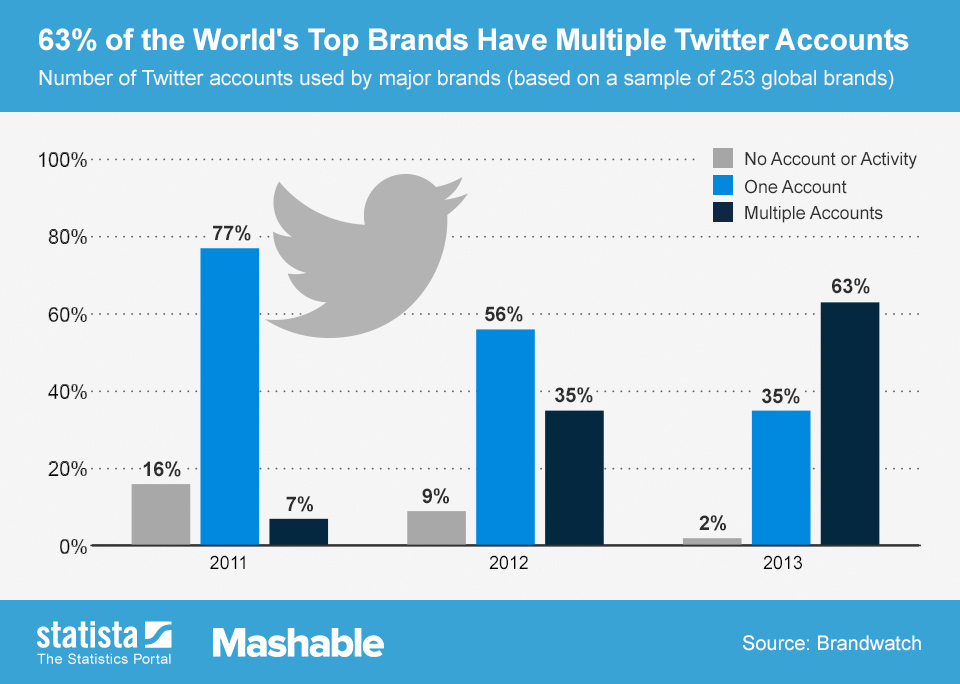 63% of the World's Top Brands Have Multiple Twitter Accounts
Number of Twitter accounts used by major brands (based on a sample of 253 global brands)
100%
80%
60%
40%
20%
0%
No Account or Activity
One Account
Multiple Accounts
16%
77%
7%
9%
56%
35%
2%
35%
63%
2011
2012
2013
statista
The Statistics Portal
Mashable
Source: Brandwatch